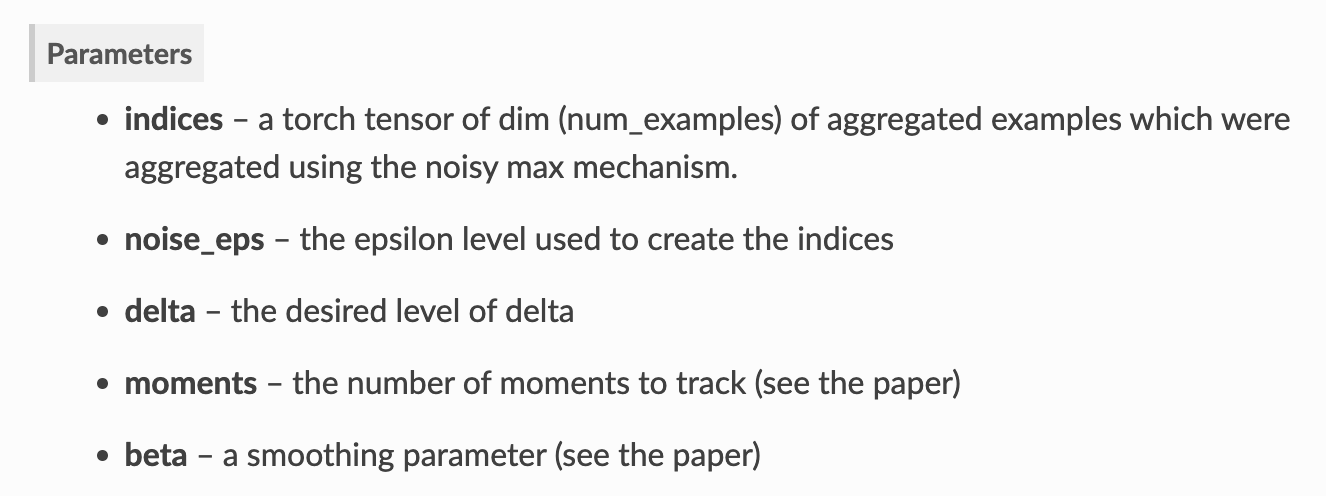 Parameters
• indices – a torch tensor of dim (num_examples) of aggregated examples which were
aggregated using the noisy max mechanism.
• noise_eps – the epsilon level used to create the indices
• delta – the desired level of delta
• moments – the number of moments to track (see the paper)
• beta – a smoothing parameter (see the paper)